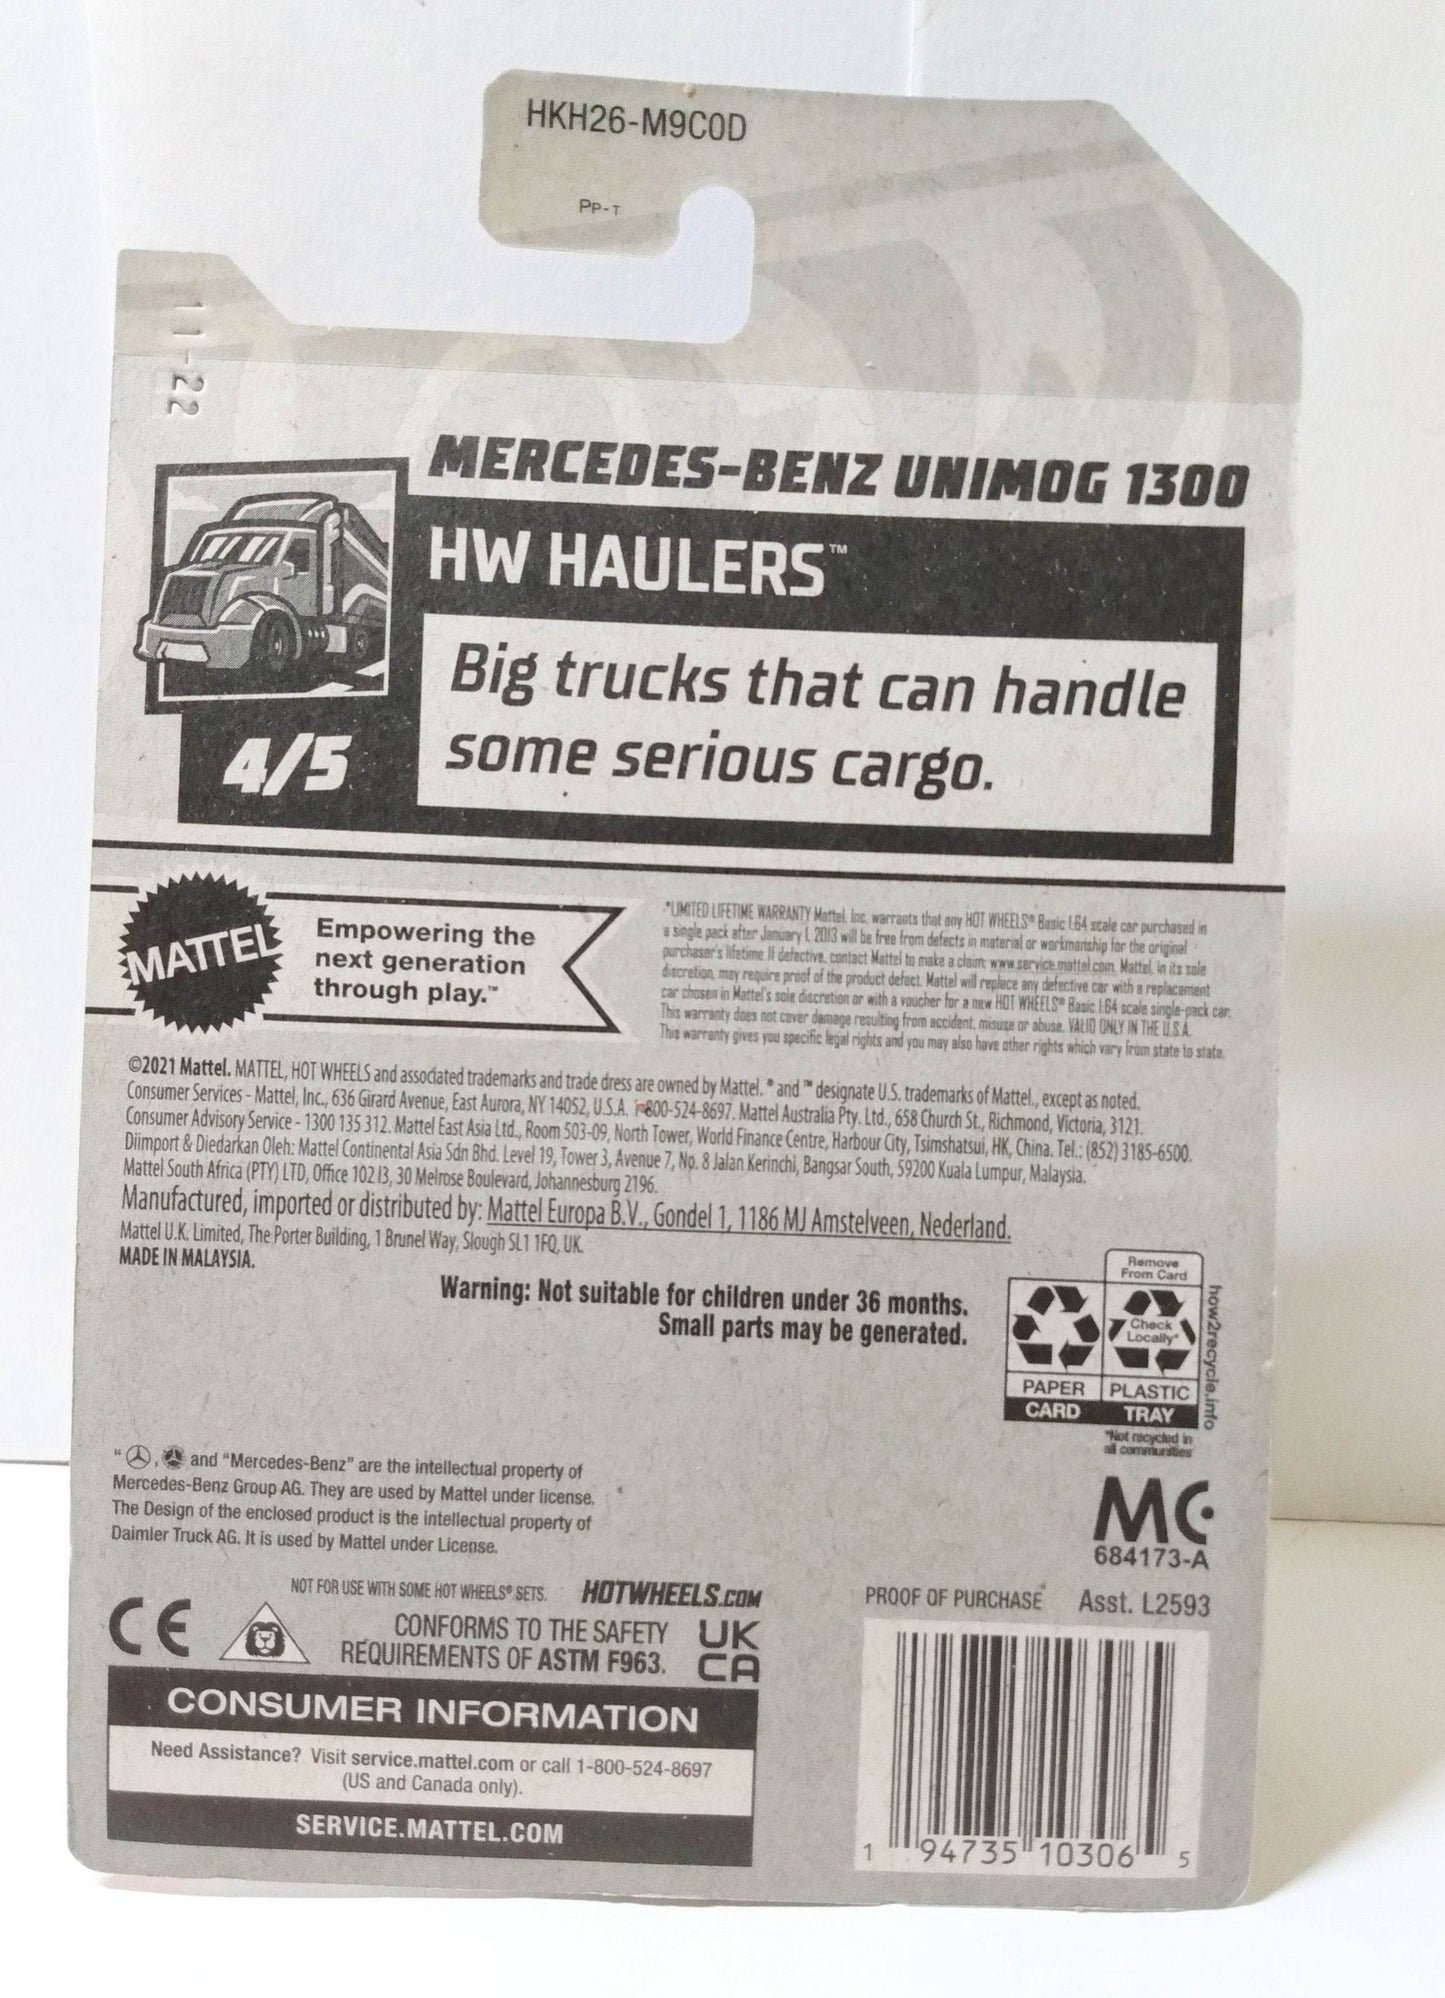 HKH26-M9C0D
PP-T
11-22
MERCEDES-BENZ UNIMOG 1300
HW HAULERS™
Big trucks that can handle
some serious cargo.
4/5
MATTEL
Empowering the
next generation
through play.™
*LIMITED LIFETIME WARRANTY Mattel, Inc. warrants that any HOT WHEELS® Basic 1:64 scale car purchased in
a single pack after January 1, 2013 will be free from defects in material or workmanship for the original
purchaser's lifetime. If defective, contact Mattel to make a claim: www.service.mattel.com. Mattel, in its sole
discretion, may require proof of the product defect. Mattel will replace any defective car with a replacement
car chosen in Mattel's sole discretion or with a voucher for a new HOT WHEELS® Basic 1:64 scale single-pack car.
This warranty does not cover damage resulting from accident, misuse or abuse. VALID ONLY IN THE U.S.A.
This warranty gives you specific legal rights and you may also have other rights which vary from state to state.
©2021 Mattel. MATTEL, HOT WHEELS and associated trademarks and trade dress are owned by Mattel. ® and ™ designate U.S. trademarks of Mattel., except as noted.
Consumer Services - Mattel, Inc., 636 Girard Avenue, East Aurora, NY 14052, U.S.A. 1-800-524-8697. Mattel Australia Pty. Ltd., 658 Church St., Richmond, Victoria, 3121.
Consumer Advisory Service - 1300 135 312. Mattel East Asia Ltd., Room 503-09, North Tower, World Finance Centre, Harbour City, Tsimshatsui, HK, China. Tel.: (852) 3185-6500.
Diimport & Diedarkan Oleh: Mattel Continental Asia Sdn Bhd. Level 19, Tower 3, Avenue 7, No. 8 Jalan Kerinchi, Bangsar South, 59200 Kuala Lumpur, Malaysia.
Mattel South Africa (PTY) LTD, Office 102 I3, 30 Melrose Boulevard, Johannesburg 2196.
Manufactured, imported or distributed by: Mattel Europa B.V., Gondel 1, 1186 MJ Amstelveen, Nederland.
Mattel U.K. Limited, The Porter Building, 1 Brunel Way, Slough SL1 1FQ, UK.
MADE IN MALAYSIA.
Warning: Not suitable for children under 36 months.
Small parts may be generated.
Remove
From Card
Check
Locally*
PAPER
CARD
PLASTIC
TRAY
how2recycle.info
*Not recycled in
all communities
" , and "Mercedes-Benz" are the intellectual property of
Mercedes-Benz Group AG. They are used by Mattel under license.
The Design of the enclosed product is the intellectual property of
Daimler Truck AG. It is used by Mattel under License.
MC
684173-A
NOT FOR USE WITH SOME HOT WHEELS® SETS.
HOTWHEELS.COM
PROOF OF PURCHASE
Asst. L2593
CE
CONFORMS TO THE SAFETY
REQUIREMENTS OF ASTM F963.
UK
CA
CONSUMER INFORMATION
Need Assistance? Visit service.mattel.com or call 1-800-524-8697
(US and Canada only).
SERVICE.MATTEL.COM
1 94735 10306 5